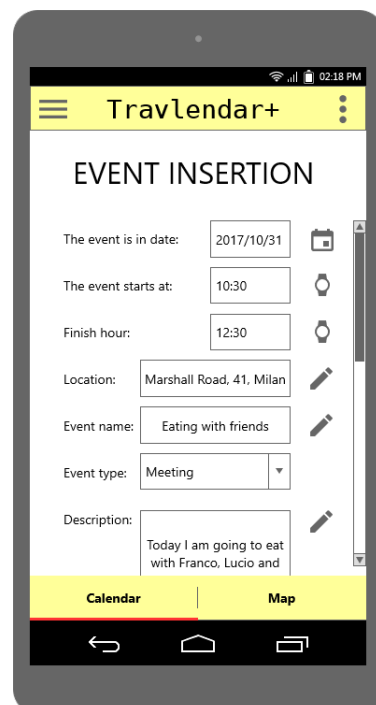 02:18 PM
Travlendar+
EVENT INSERTION
The event is in date: 2017/10/31
The event starts at: 10:30
Finish hour: 12:30
Location: Marshall Road, 41, Milan
Event name: Eating with friends
Event type: Meeting
Description:
Today I am going to eat
with Franco, Lucio and
Calendar Map